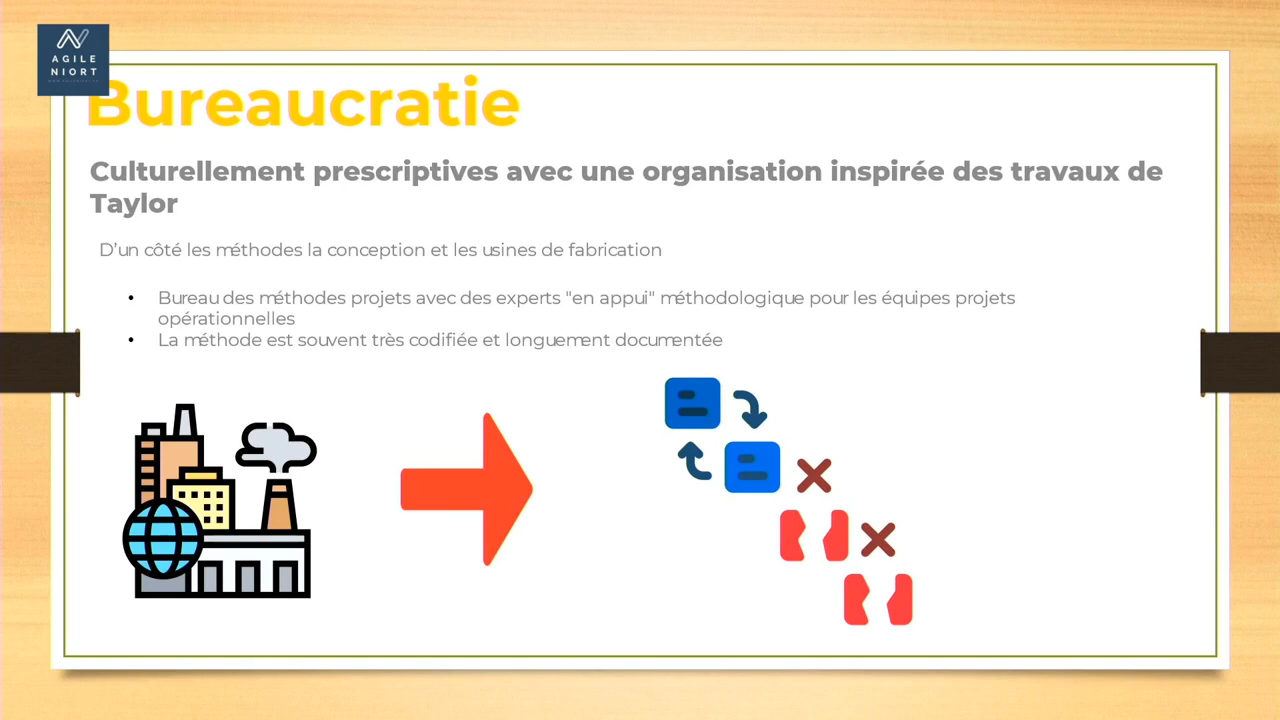 AGILE
NIORT
Bureaucratie
Culturellement prescriptives avec une organisation inspirée des travaux de
Taylor
D'un côté les méthodes la conception et les usines de fabrication
• Bureau des méthodes projets avec des experts "en appui" méthodologique pour les équipes projets
opérationnelles
• La méthode est souvent très codifiée et longuement documentée